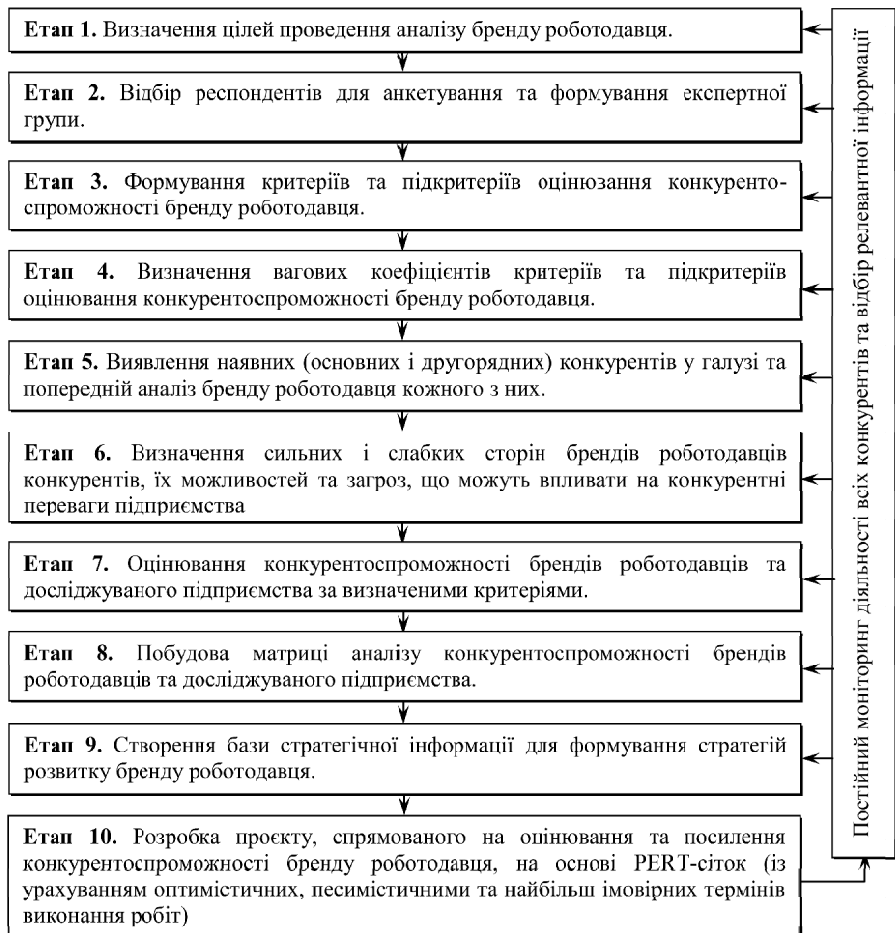 Етап 1. Визначення цілей проведення аналізу бренду роботодавця.
Етап 2. Відбір респондентів для анкетування та формування експертної
групи.
Етап 3. Формування критеріїв та підкритеріїв оцінюзання конкуренто-
спроможності бренду роботодавця.
Етап 4. Визначення вагових коефіцієнтів критеріїв та підкритеріїв
оцінювання конкурентоспроможності бренду роботодавця.
Етап 5. Виявлення наявних (основних і другорядних) конкурентів у галузі та
попередній аналіз бренду роботодавця кожного з них.
Етап 6. Визначення сильних і слабких сторін брендів роботодавців
конкурентів, їх можливостей та загроз, що можуть впливати на конкурентні
переваги підприємства
Етап 7. Оцінювання конкурентоспроможності брендів роботодавців та
досліджуваного підприємства за визначеними критеріями.
Етап 8. Побудова матриці аналізу конкурентоспроможності брендів
роботодавців та досліджуваного підприємства.
Етап 9. Створення бази стратегічної інформації для формування стратегій
розвитку бренду роботодавця.
Етап 10. Розробка проєкту, спрямованого на оцінювання та посилення
конкурентоспроможності бренду роботодавця, на основі PERT-сіток (із
урахуванням оптимістичних, песимістичними та найбільш імовірних термінів
виконання робіт)
Постійний моніторинг діяльності всіх конкурентів та відбір релевантної інформації